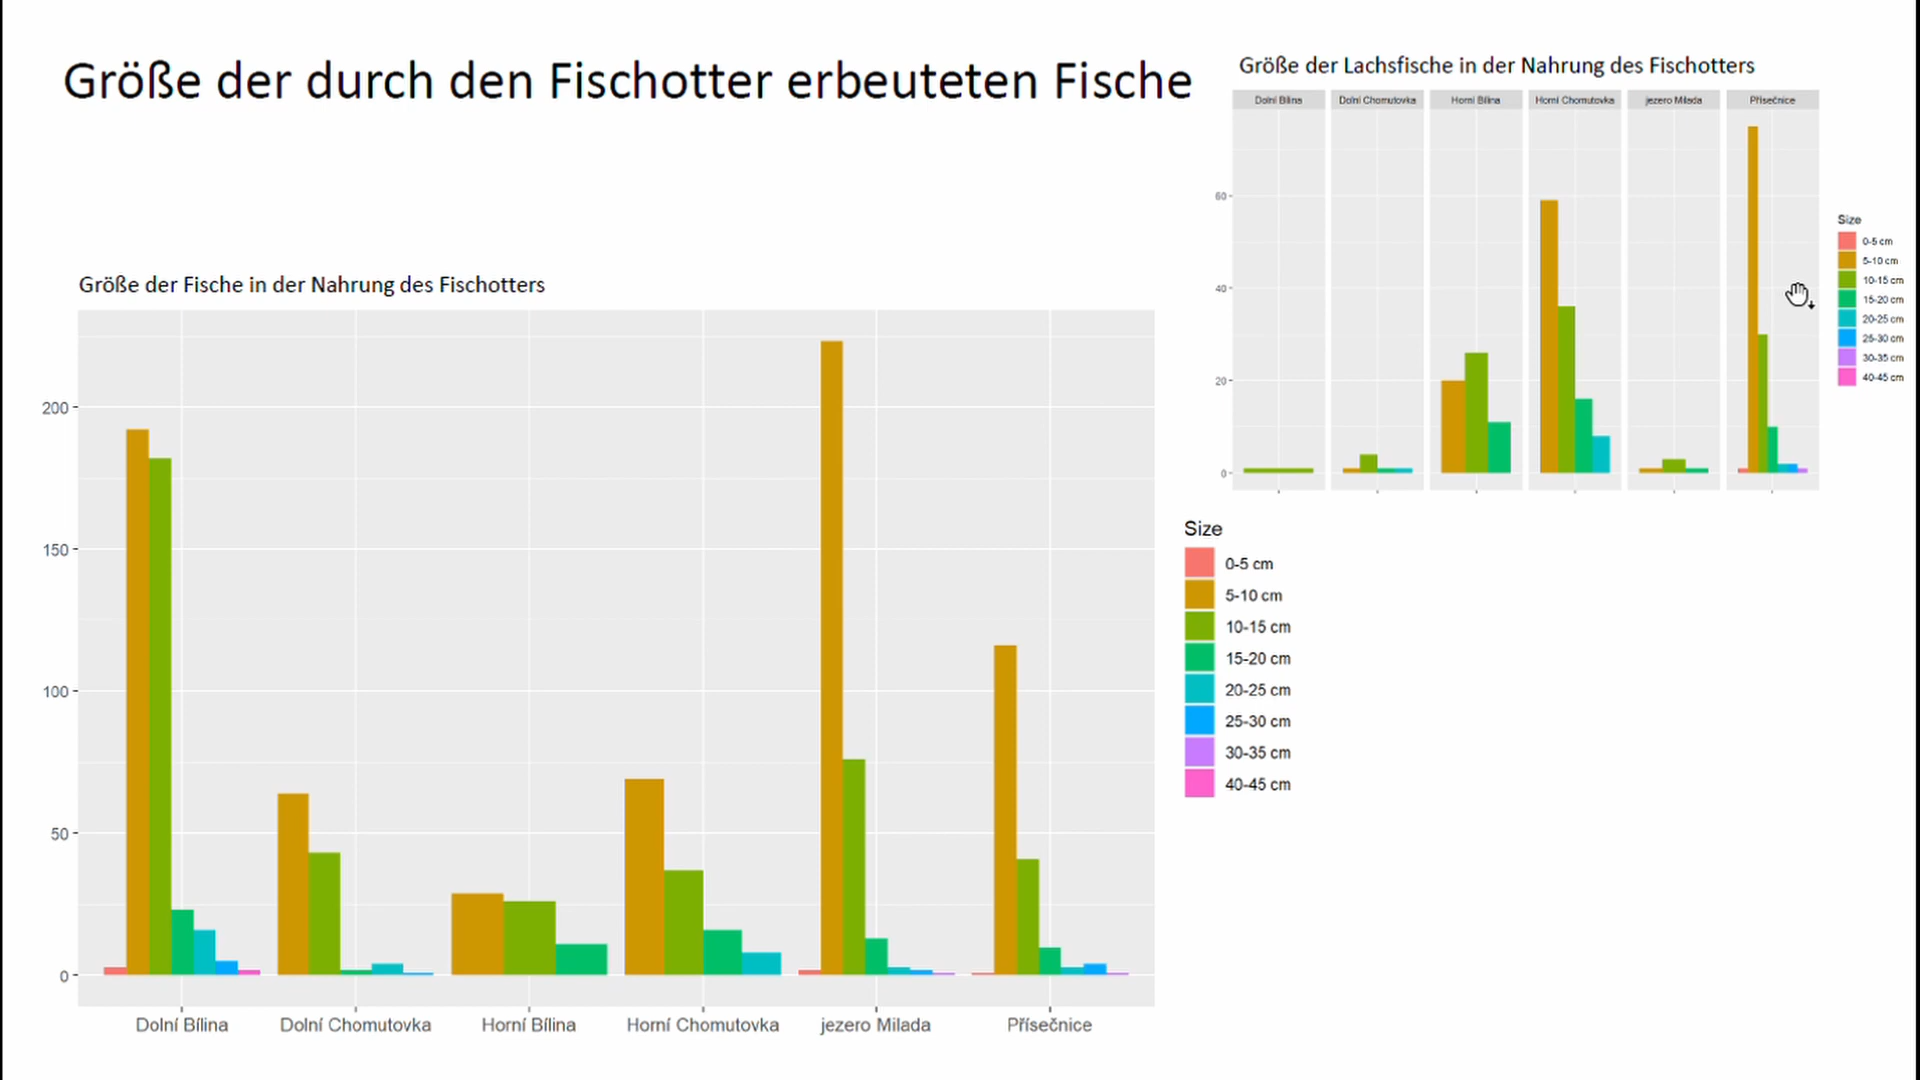 Größe der durch den Fischotter erbeuteten Fische
Größe der Lachsfische in der Nahrung des Fischotters
Dolní Bílina Dolní Chomutovka Horní Bílina Horní Chomutovka jezero Milada Přísečnice
60
40
20
0
Size
0-5 cm
5-10 cm
10-15 cm
15-20 cm
20-25 cm
25-30 cm
30-35 cm
40-45 cm
Größe der Fische in der Nahrung des Fischotters
200
150
100
50
0
Dolní Bílina Dolní Chomutovka Horní Bílina Horní Chomutovka jezero Milada Přísečnice
Size
0-5 cm
5-10 cm
10-15 cm
15-20 cm
20-25 cm
25-30 cm
30-35 cm
40-45 cm